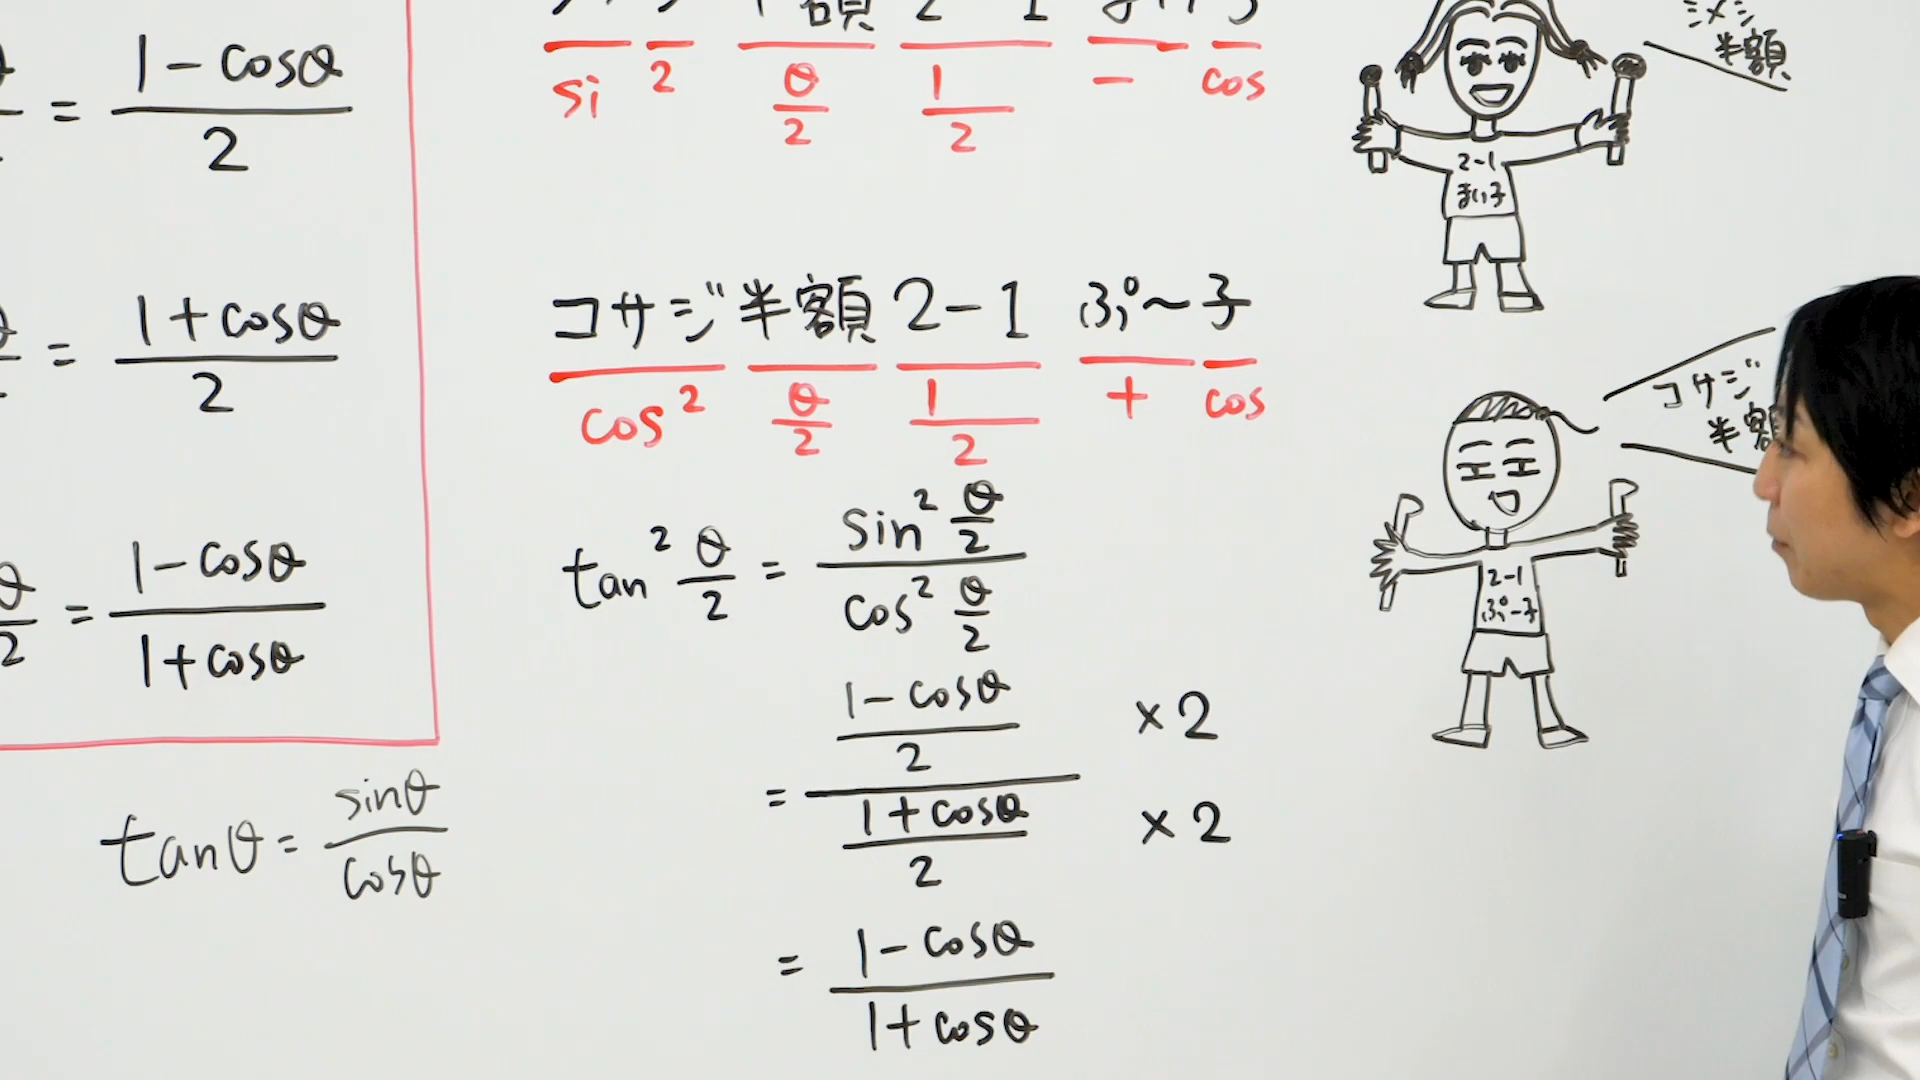 = (1-cosθ)/2
= (1+cosθ)/2
θ/2 = (1-cosθ)/(1+cosθ)
tanθ = sinθ/cosθ
半額 2-1
si 2 θ/2 1/2 - cos
コサジ半額 2-1 ぷ〜子
cos² θ/2 1/2 + cos
tan² θ/2 = (sin² θ/2)/(cos² θ/2)
= ((1-cosθ)/2)/((1+cosθ)/2) ×2 ×2
= (1-cosθ)/(1+cosθ)
半額
2-1
まい子
コサジ
半額
2-1
ぷ〜子